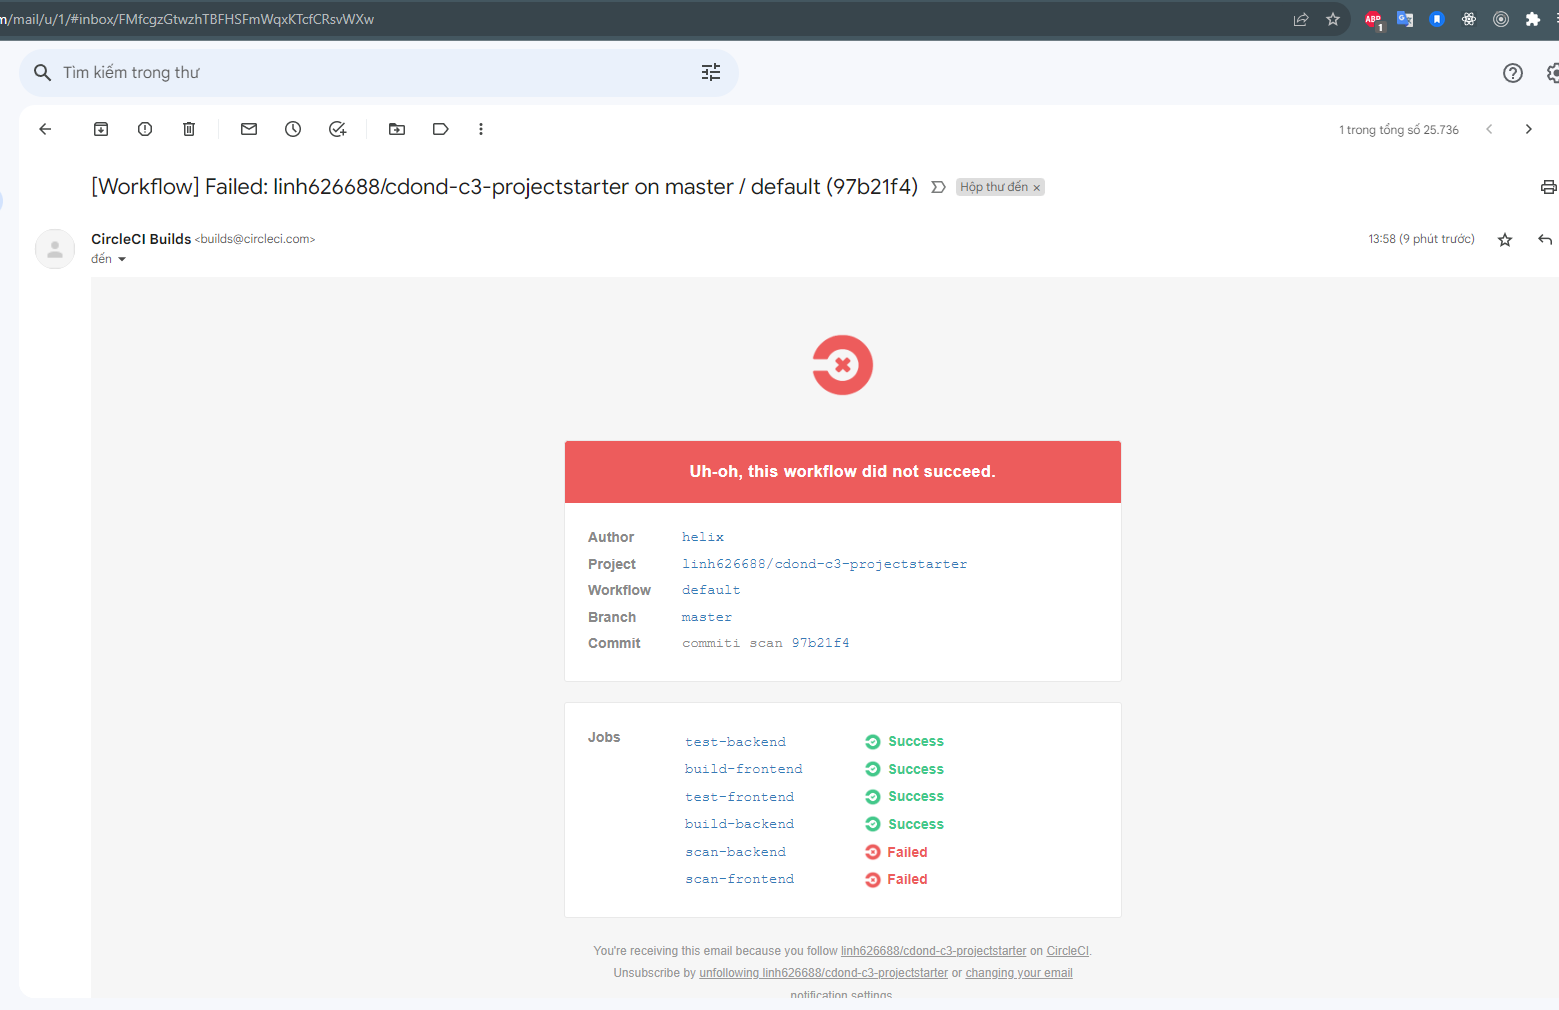 m/mail/u/1/#inbox/FMfcgzGtwzhTBFHSFmWqxKTcfCRsvWXw
ABP
1
Tìm kiếm trong thư
1 trong tổng số 25.736
[Workflow] Failed: linh626688/cdond-c3-projectstarter on master / default (97b21f4)
Hộp thư đến ×
CircleCI Builds <builds@circleci.com>
13:58 (9 phút trước)
đến
Uh-oh, this workflow did not succeed.
Author helix
Project linh626688/cdond-c3-projectstarter
Workflow default
Branch master
Commit commiti scan 97b21f4
Jobs
test-backend Success
build-frontend Success
test-frontend Success
build-backend Success
scan-backend Failed
scan-frontend Failed
You're receiving this email because you follow linh626688/cdond-c3-projectstarter on CircleCI.
Unsubscribe by unfollowing linh626688/cdond-c3-projectstarter or changing your email
notification settings